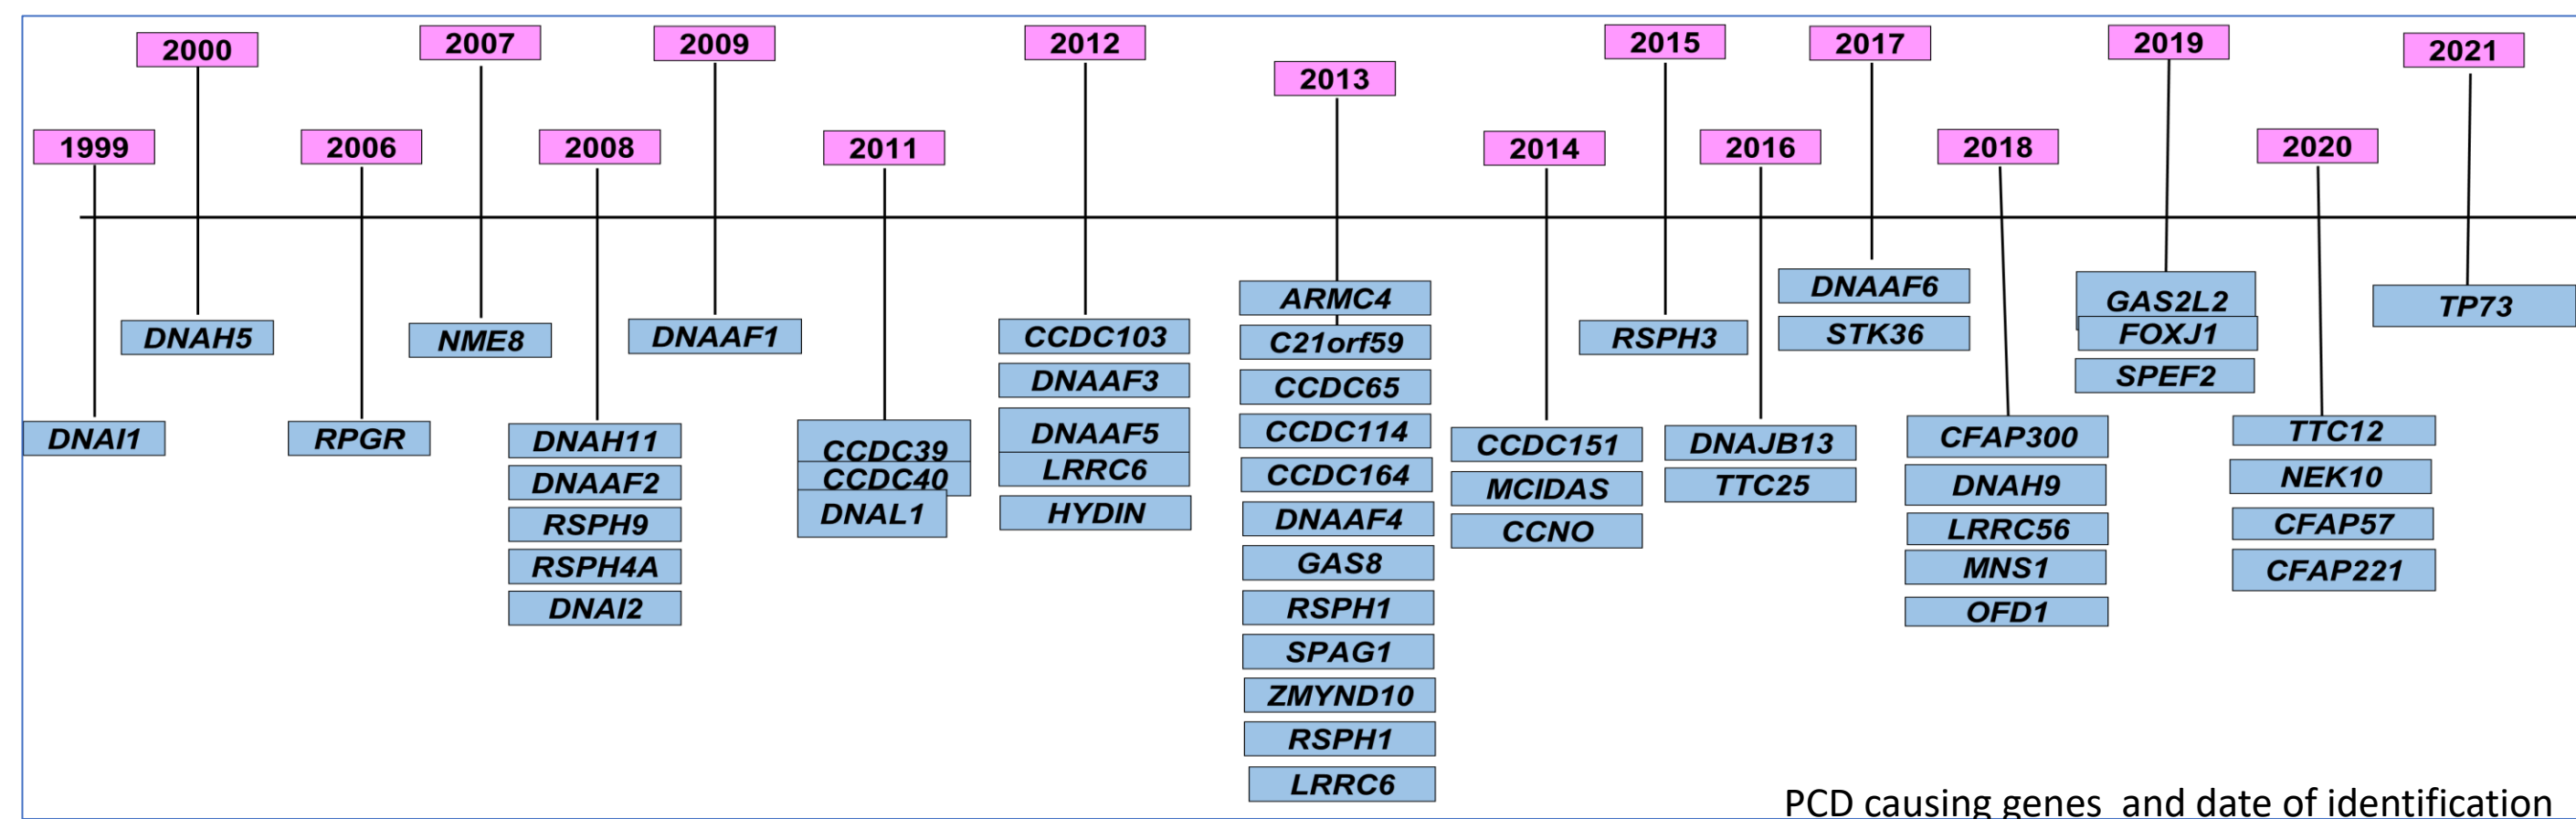 1999
DNAI1
2000
DNAH5
2006
RPGR
2007
NME8
2008
DNAH11
DNAAF2
RSPH9
RSPH4A
DNAI2
2009
DNAAF1
2011
CCDC39
CCDC40
DNAL1
2012
CCDC103
DNAAF3
DNAAF5
LRRC6
HYDIN
2013
ARMC4
C21orf59
CCDC65
CCDC114
CCDC164
DNAAF4
GAS8
RSPH1
SPAG1
ZMYND10
RSPH1
LRRC6
2014
CCDC151
MCIDAS
CCNO
2015
RSPH3
2016
DNAJB13
TTC25
2017
DNAAF6
STK36
2018
CFAP300
DNAH9
LRRC56
MNS1
OFD1
2019
GAS2L2
FOXJ1
SPEF2
2020
TTC12
NEK10
CFAP57
CFAP221
2021
TP73
PCD causing genes and date of identification